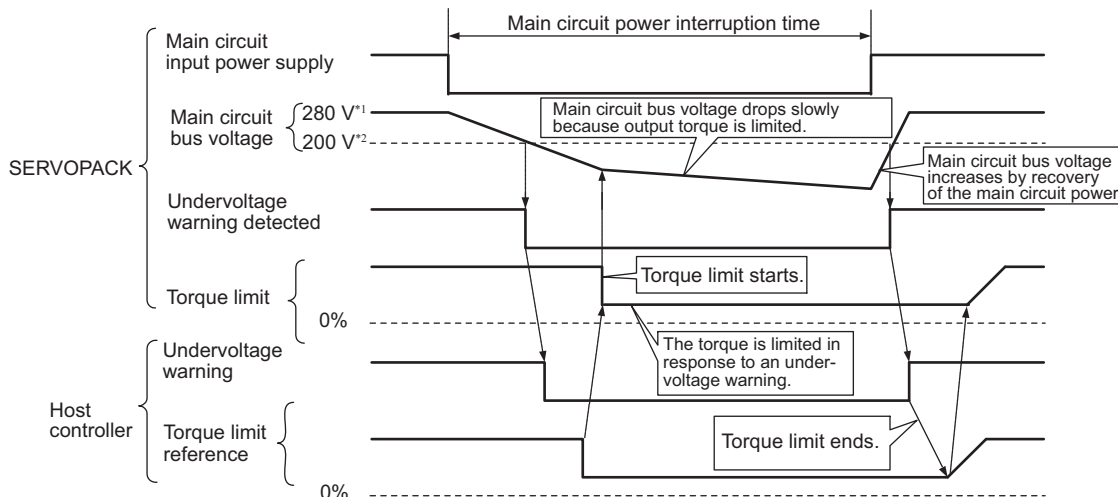 Main circuit power interruption time
Main circuit
input power supply
Main circuit
bus voltage
280 V*1
200 V*2
Main circuit bus voltage drops slowly
because output torque is limited.
SERVOPACK
Main circuit bus voltage
increases by recovery
of the main circuit power
Undervoltage
warning detected
Torque limit starts.
Torque limit
0%
The torque is limited in
response to an under-
voltage warning.
Undervoltage
warning
Host
controller
Torque limit
reference
Torque limit ends.
0%